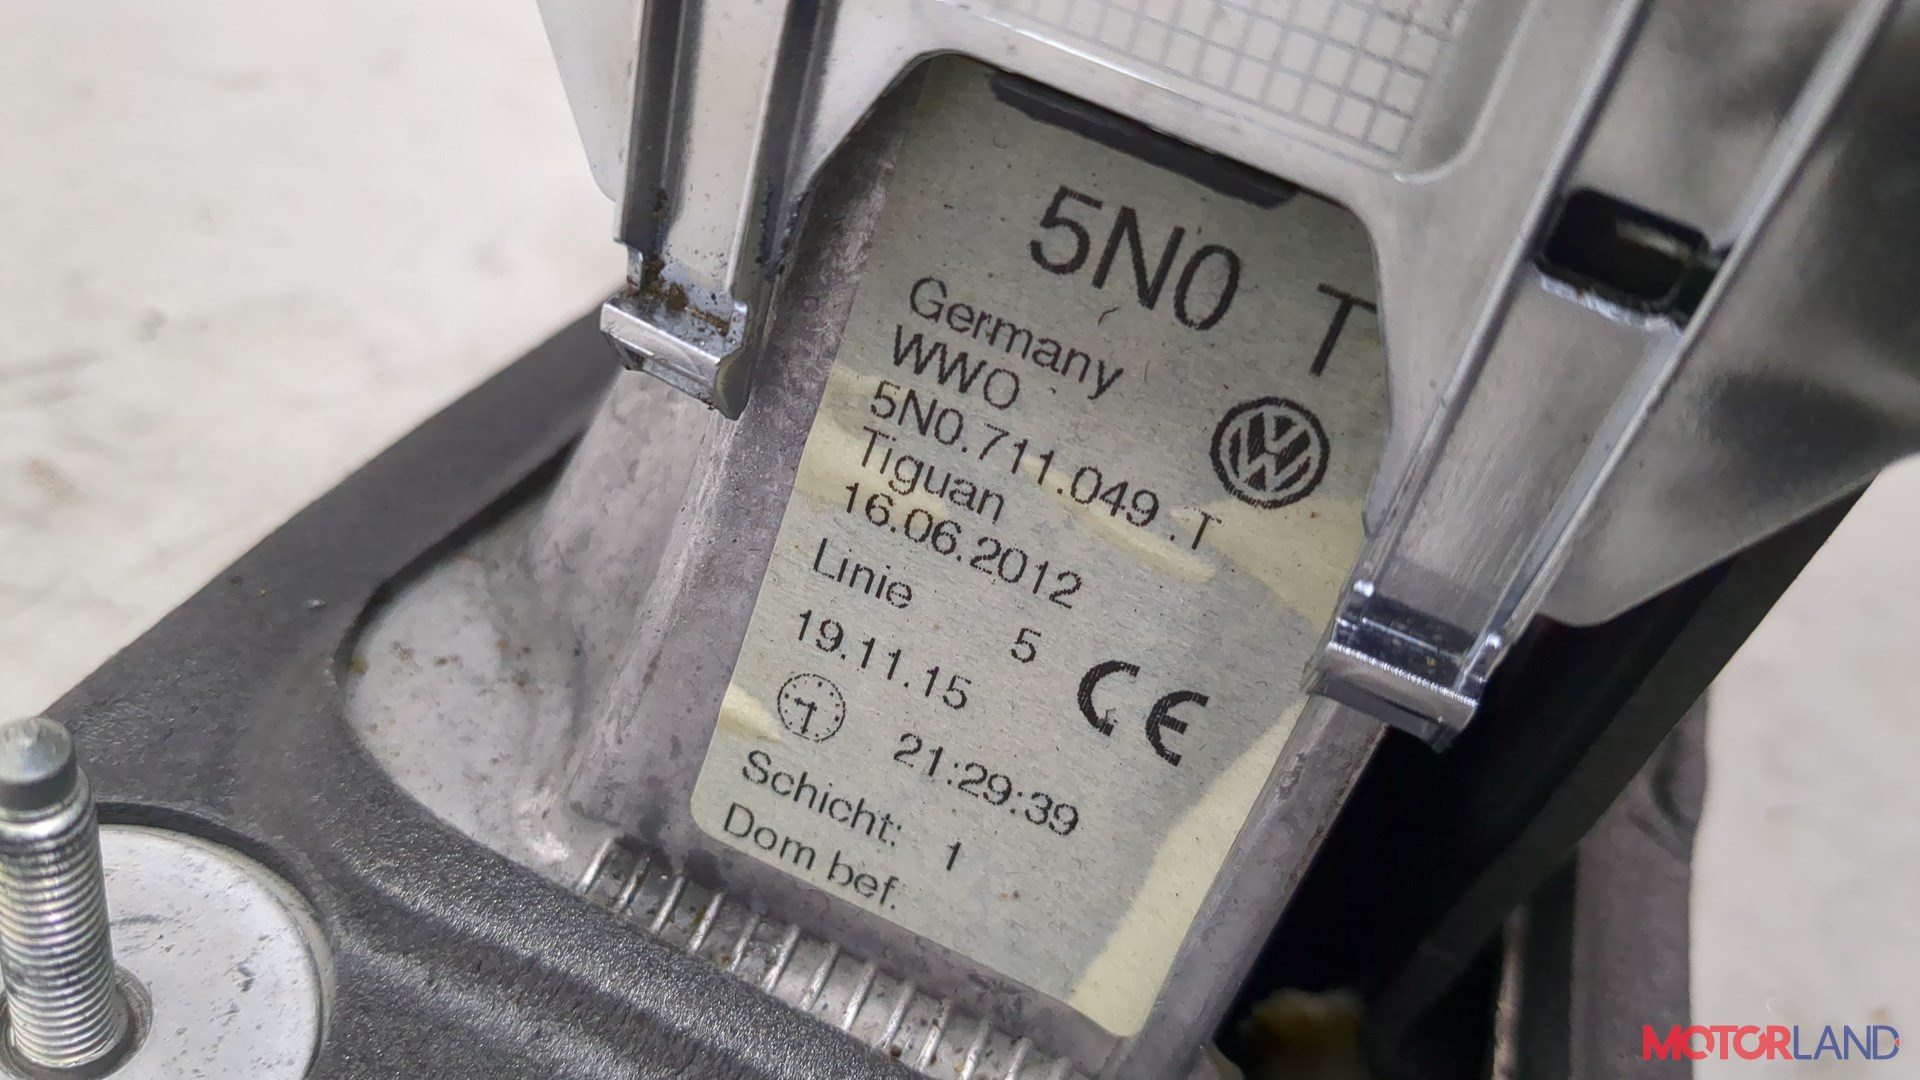 5N0 T
Germany
WWO
5N0.711.049 .T
Tiguan
16.06.2012
Linie 5
19.11.15
CE
21:29:39
Schicht: 1
Dom bef:
MOTORLAND